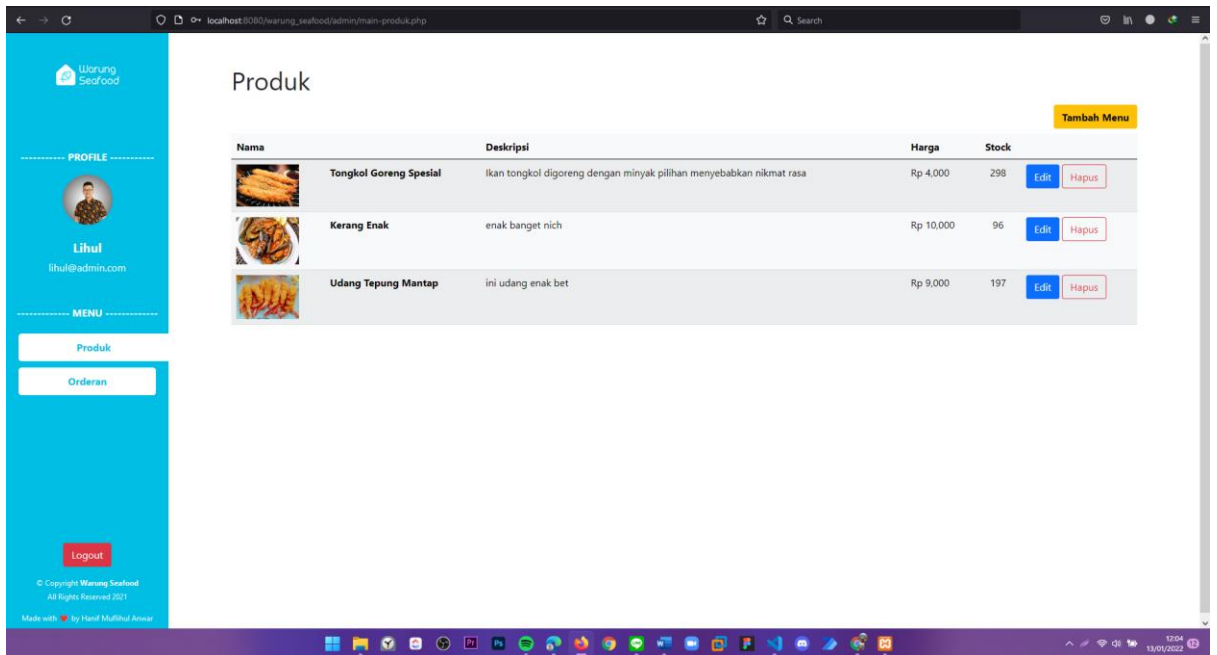 localhost:8080/warung_seafood/admin/main-produk.php
Search
Warung
Seafood
----------- PROFILE -----------
Lihul
lihul@admin.com
------------- MENU -------------
Produk
Orderan
Logout
© Copyright Warung Seafood
All Rights Reserved 2021
Made with ❤ by Hanif Muflihul Anwar
Produk
Tambah Menu
Nama Deskripsi Harga Stock
Tongkol Goreng Spesial Ikan tongkol digoreng dengan minyak pilihan menyebabkan nikmat rasa Rp 4,000 298 Edit Hapus
Kerang Enak enak banget nich Rp 10,000 96 Edit Hapus
Udang Tepung Mantap ini udang enak bet Rp 9,000 197 Edit Hapus
Pr Ps
12:04
13/01/2022